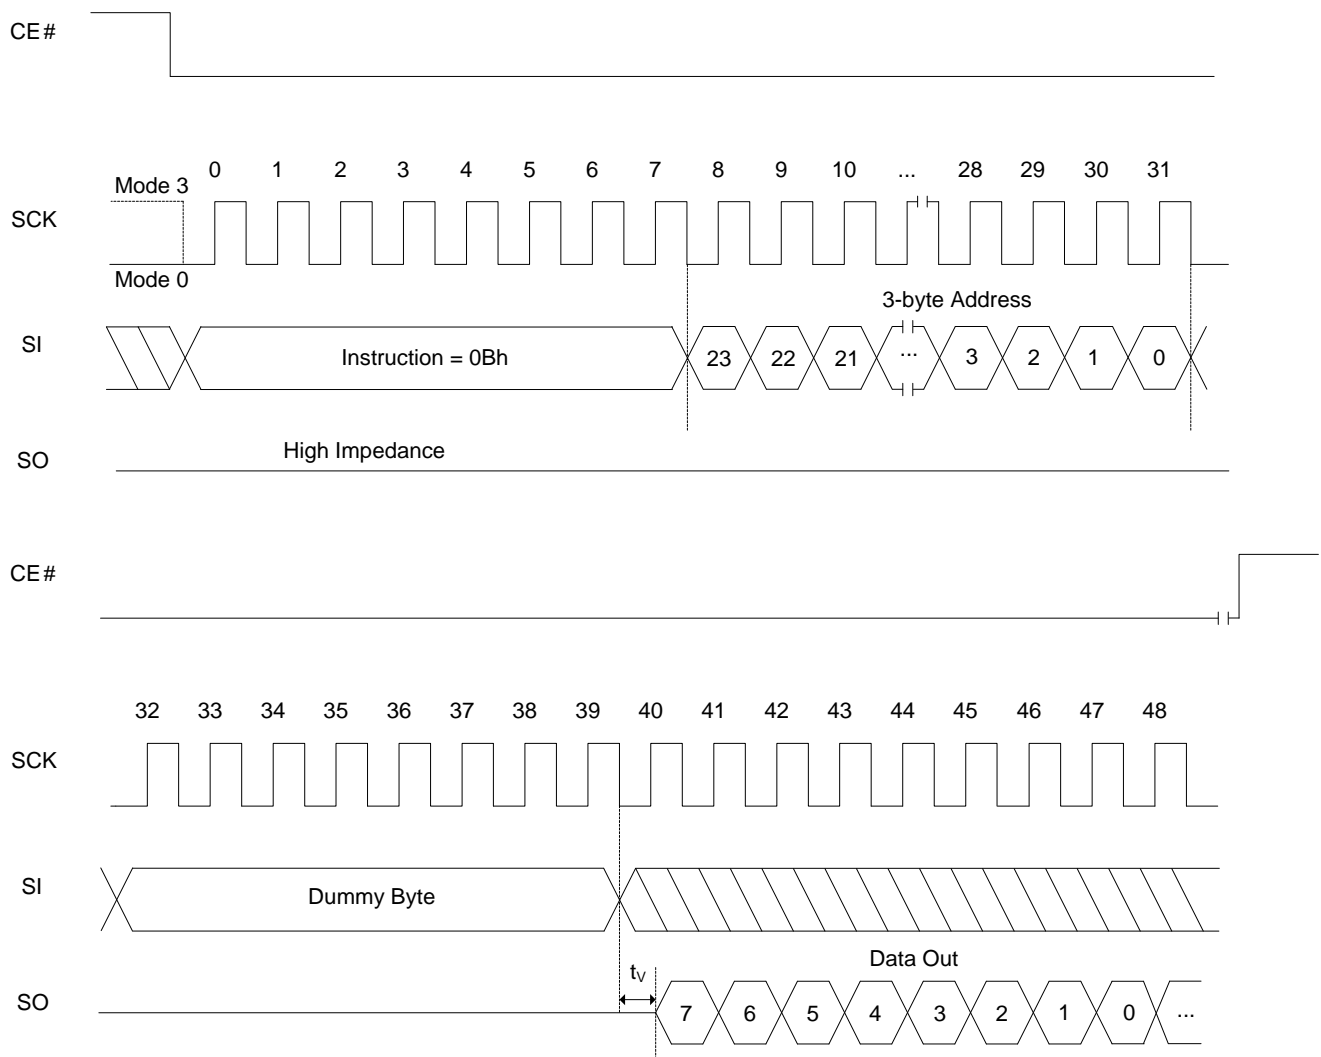 CE#
0 1 2 3 4 5 6 7 8 9 10 ... 28 29 30 31
Mode 3
SCK
Mode 0
3-byte Address
SI
Instruction = 0Bh
23 22 21 ... 3 2 1 0
High Impedance
SO
CE#
32 33 34 35 36 37 38 39 40 41 42 43 44 45 46 47 48
SCK
SI
Dummy Byte
Data Out
tV
SO
7 6 5 4 3 2 1 0 ...